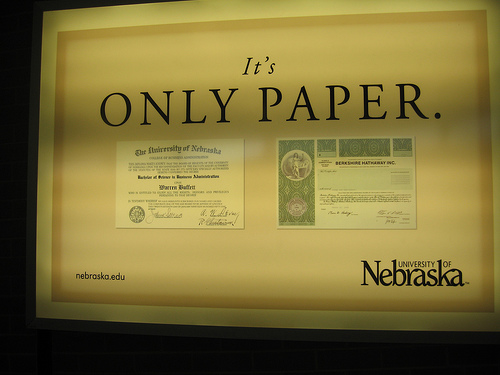 It's
ONLY PAPER.
The University of Nebraska
Bachelor of Science in Business Administration
Warren Buffett
BERKSHIRE HATHAWAY INC.
nebraska.edu
UNIVERSITY OF
Nebraska